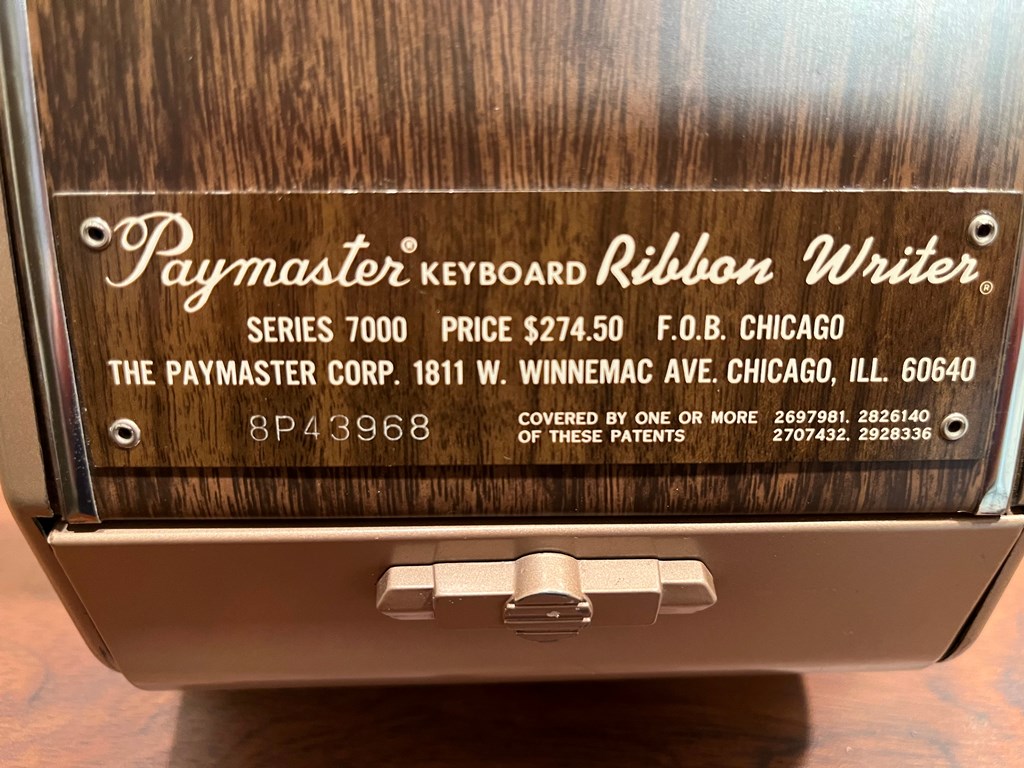 Paymaster® KEYBOARD Ribbon Writer®
SERIES 7000 PRICE $274.50 F.O.B. CHICAGO
THE PAYMASTER CORP. 1811 W. WINNEMAC AVE. CHICAGO, ILL. 60640
8P43968
COVERED BY ONE OR MORE 2697981. 2826140
OF THESE PATENTS 2707432. 2928336